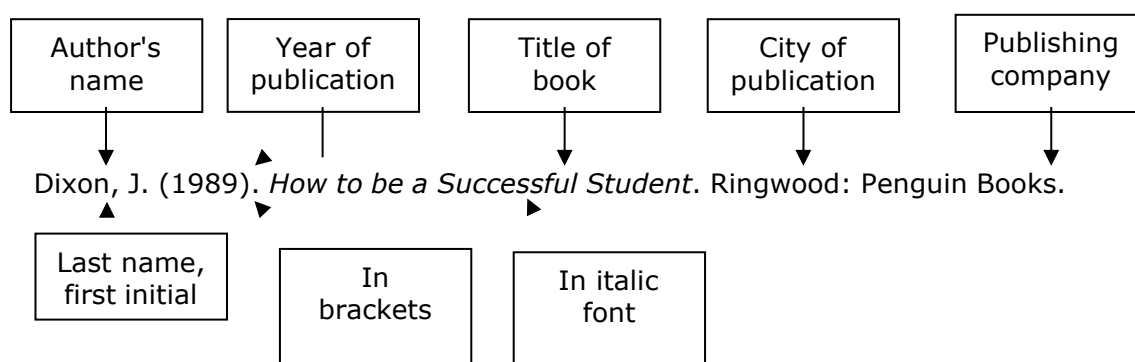 Author's
name
Year of
publication
Title of
book
City of
publication
Publishing
company
Dixon, J. (1989). How to be a Successful Student. Ringwood: Penguin Books.
Last name,
first initial
In
brackets
In italic
font